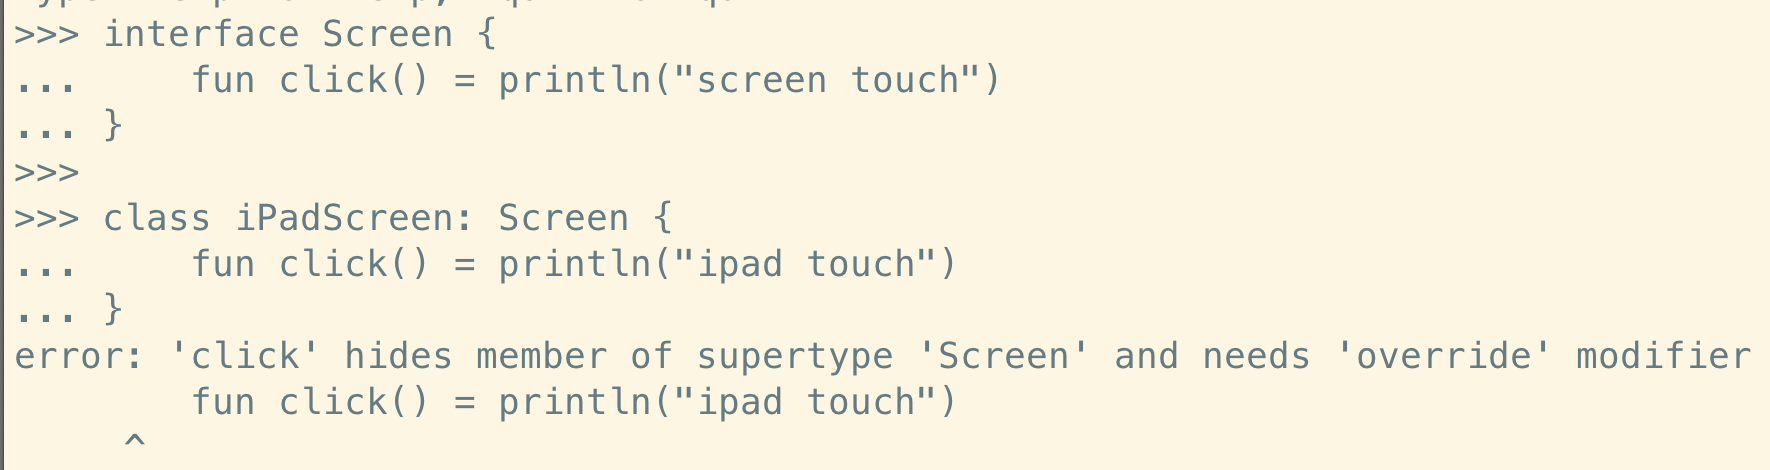 >>> interface Screen {
...     fun click() = println("screen touch")
... }
>>>
>>> class iPadScreen: Screen {
...     fun click() = println("ipad touch")
... }
error: 'click' hides member of supertype 'Screen' and needs 'override' modifier
        fun click() = println("ipad touch")
     ^